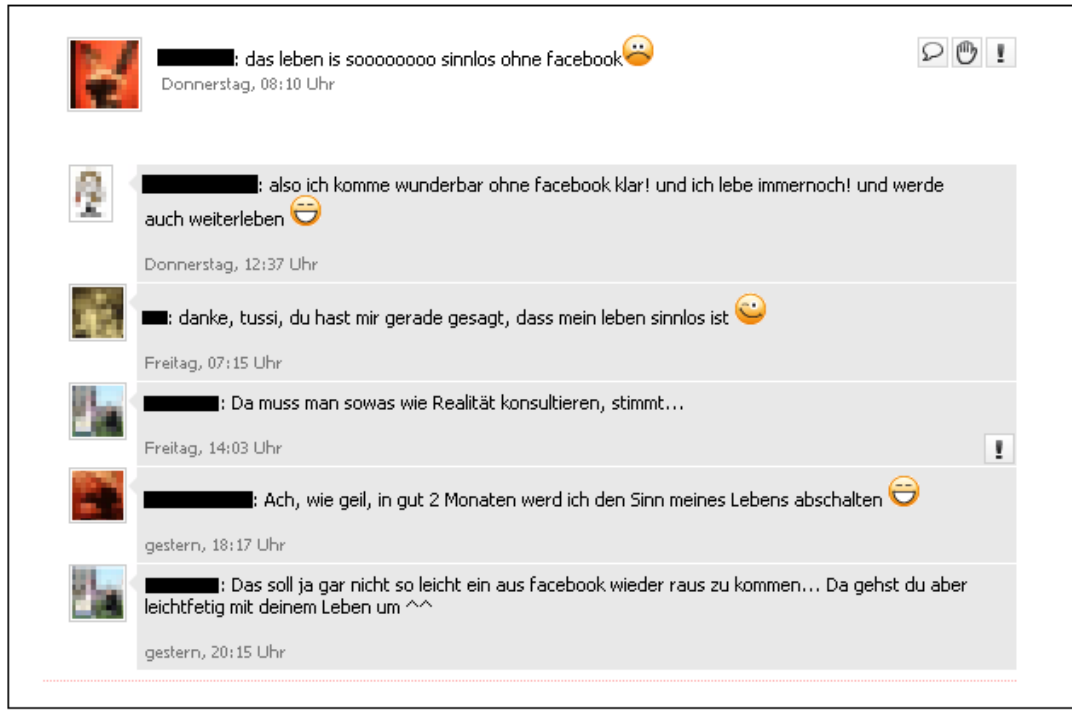 : das leben is soooooooo sinnlos ohne facebook
Donnerstag, 08:10 Uhr
: also ich komme wunderbar ohne facebook klar! und ich lebe immernoch! und werde
auch weiterleben
Donnerstag, 12:37 Uhr
: danke, tussi, du hast mir gerade gesagt, dass mein leben sinnlos ist
Freitag, 07:15 Uhr
: Da muss man sowas wie Realität konsultieren, stimmt...
Freitag, 14:03 Uhr
: Ach, wie geil, in gut 2 Monaten werd ich den Sinn meines Lebens abschalten
gestern, 18:17 Uhr
: Das soll ja gar nicht so leicht ein aus facebook wieder raus zu kommen... Da gehst du aber
leichtfetig mit deinem Leben um ^^
gestern, 20:15 Uhr